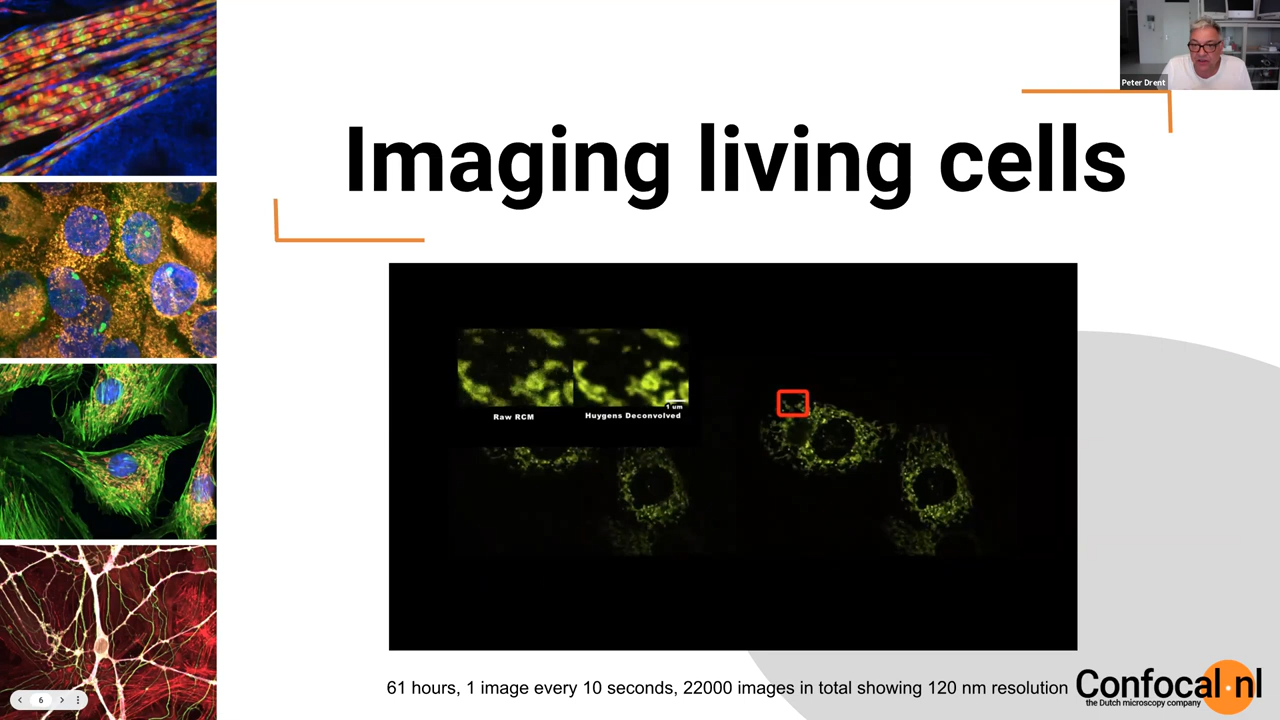 Peter Drent
Imaging living cells
Raw RCM
Huygens Deconvolved
1 um
61 hours, 1 image every 10 seconds, 22000 images in total showing 120 nm resolution
Confocal.nl
the Dutch microscopy company
6